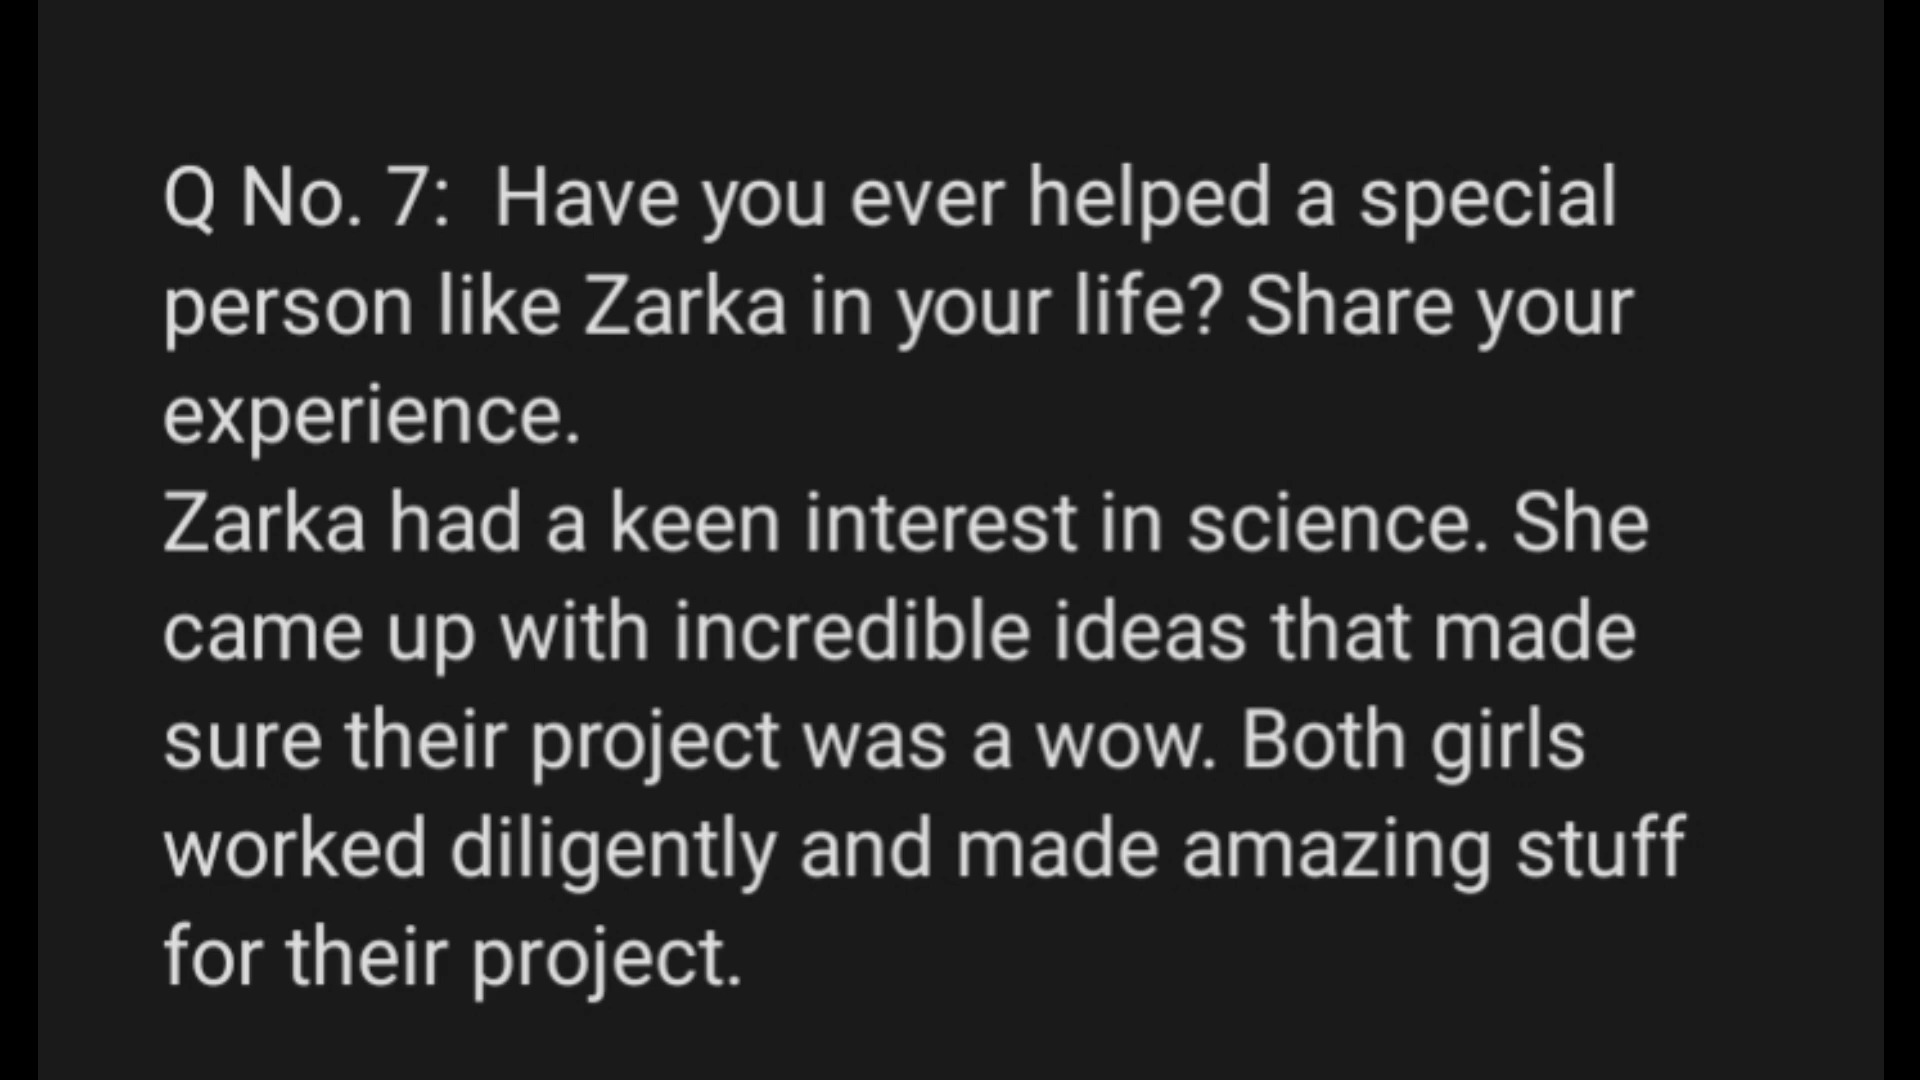 Q No. 7:  Have you ever helped a special
person like Zarka in your life? Share your
experience.
Zarka had a keen interest in science. She
came up with incredible ideas that made
sure their project was a wow. Both girls
worked diligently and made amazing stuff
for their project.